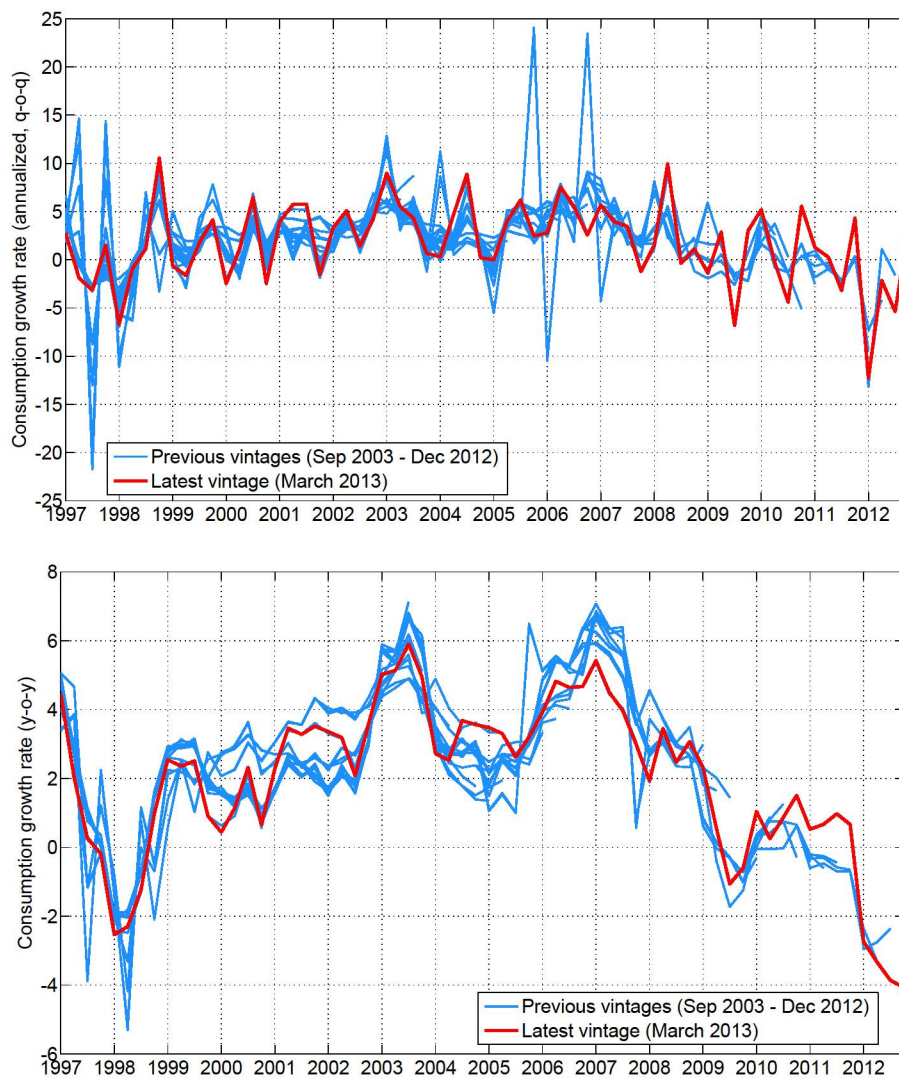 Consumption growth rate (annualized, q-o-q)
25
20
15
10
5
0
-5
-10
-15
-20
-25
Previous vintages (Sep 2003 - Dec 2012)
Latest vintage (March 2013)
1997 1998 1999 2000 2001 2002 2003 2004 2005 2006 2007 2008 2009 2010 2011 2012
Consumption growth rate (y-o-y)
8
6
4
2
0
-2
-4
-6
Previous vintages (Sep 2003 - Dec 2012)
Latest vintage (March 2013)
1997 1998 1999 2000 2001 2002 2003 2004 2005 2006 2007 2008 2009 2010 2011 2012